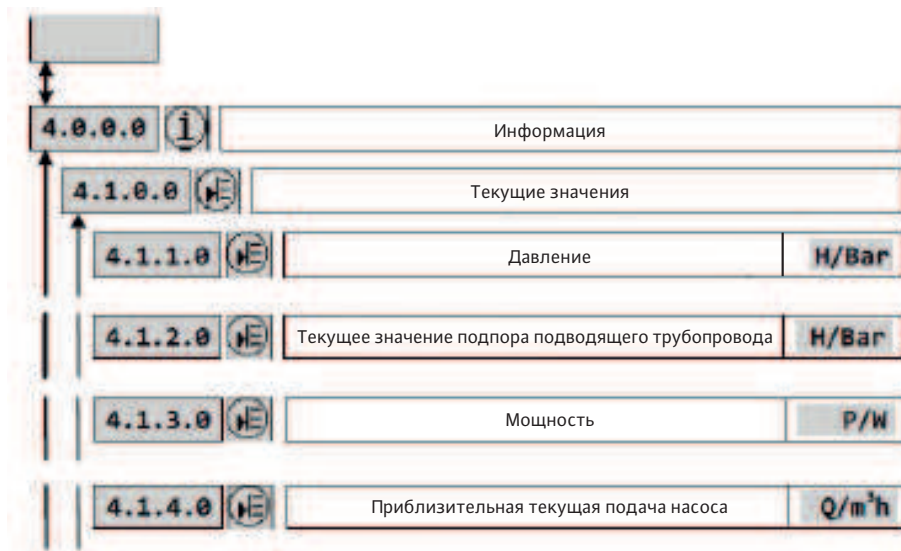 4.0.0.0 i Информация
4.1.0.0 Текущие значения
4.1.1.0 Давление H/Bar
4.1.2.0 Текущее значение подпора подводящего трубопровода H/Bar
4.1.3.0 Мощность P/W
4.1.4.0 Приблизительная текущая подача насоса Q/m³h